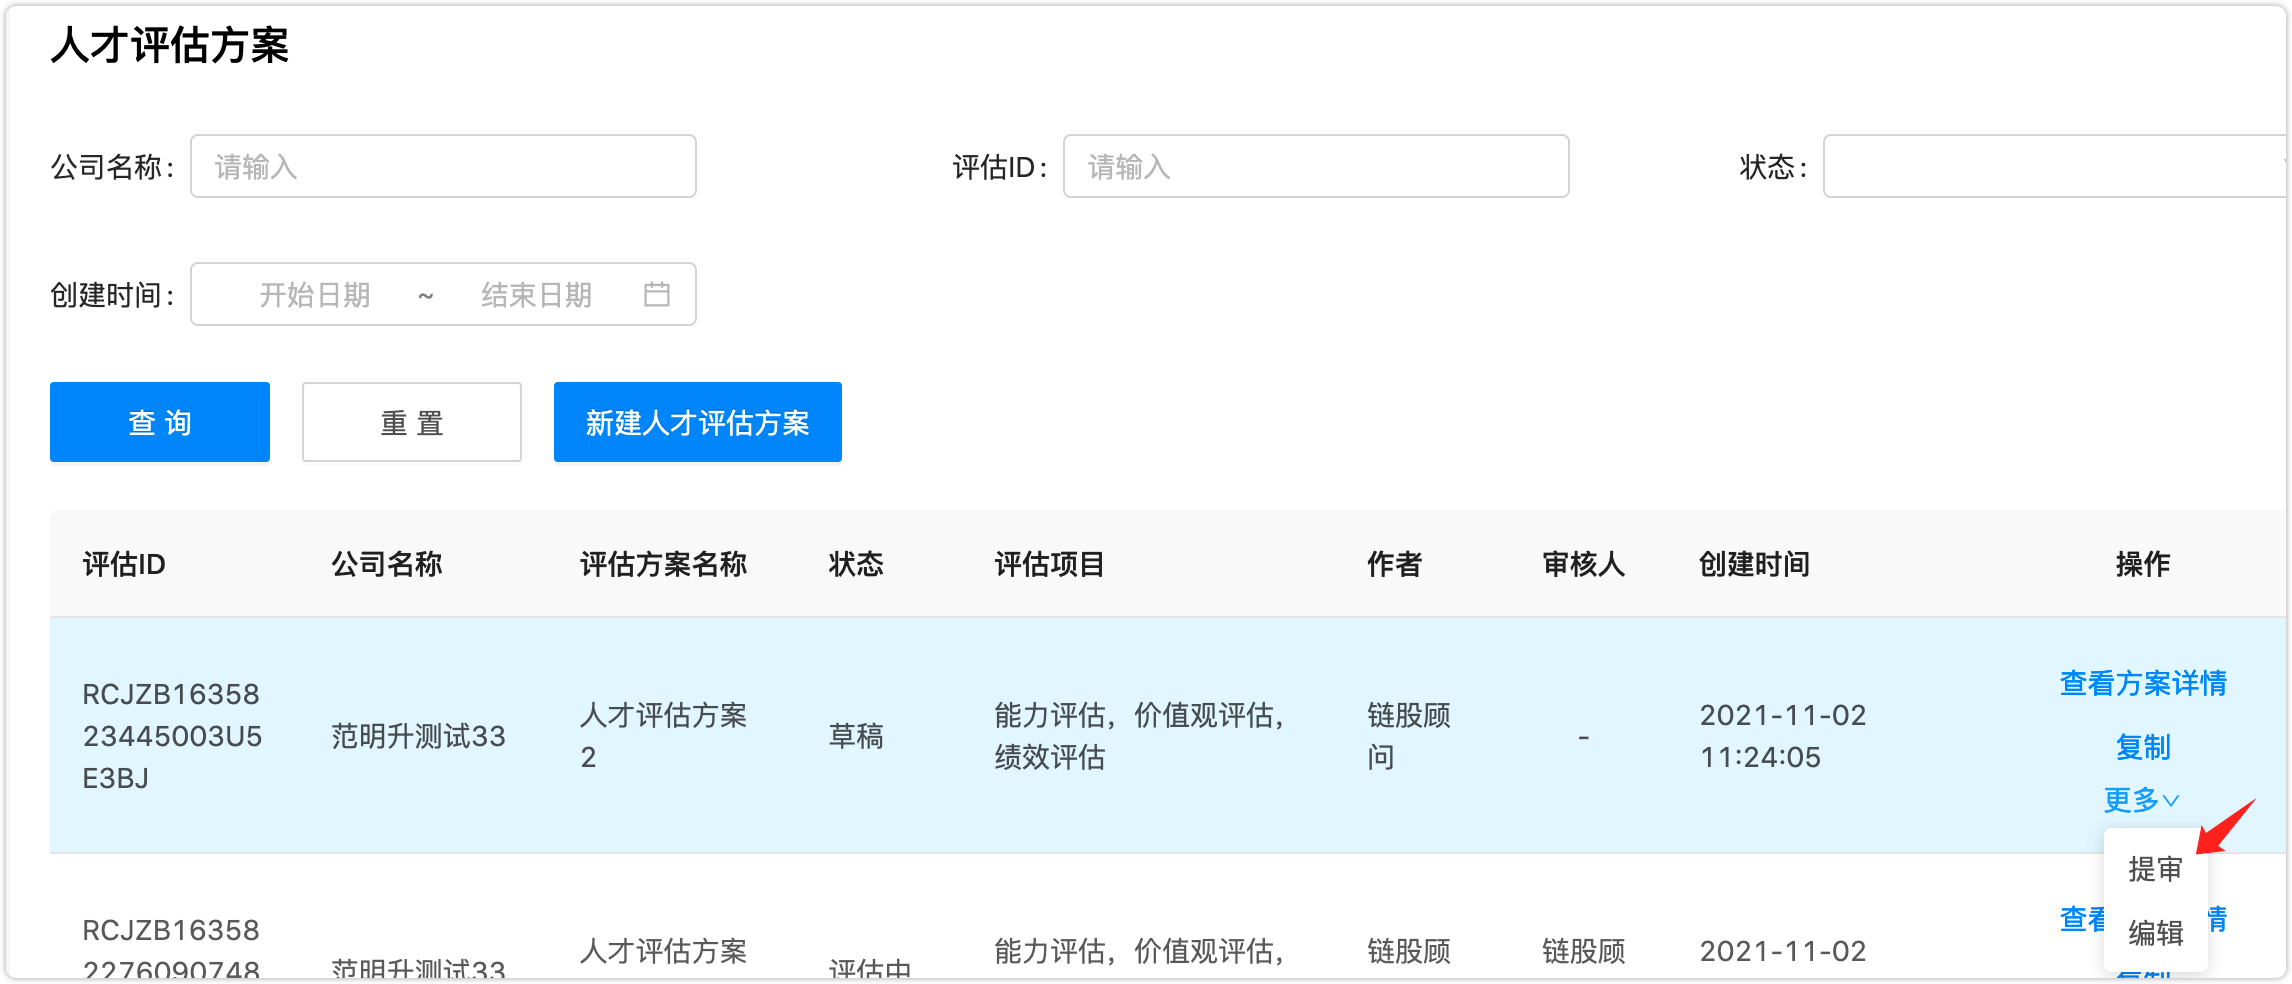 人才评估方案
公司名称：请输入 评估ID：请输入 状态：
创建时间：开始日期 ~ 结束日期
查 询 重 置 新建人才评估方案
评估ID 公司名称 评估方案名称 状态 评估项目 作者 审核人 创建时间 操作
RCJZB16358
23445003U5
E3BJ
范明升测试33
人才评估方案
2
草稿
能力评估，价值观评估，
绩效评估
链股顾
问
-
2021-11-02
11:24:05
查看方案详情
复制
更多
提审
编辑
RCJZB16358
2276090748
范明升测试33
人才评估方案
评估中
能力评估，价值观评估，
链股顾
链股顾
2021-11-02
查看 情
复制